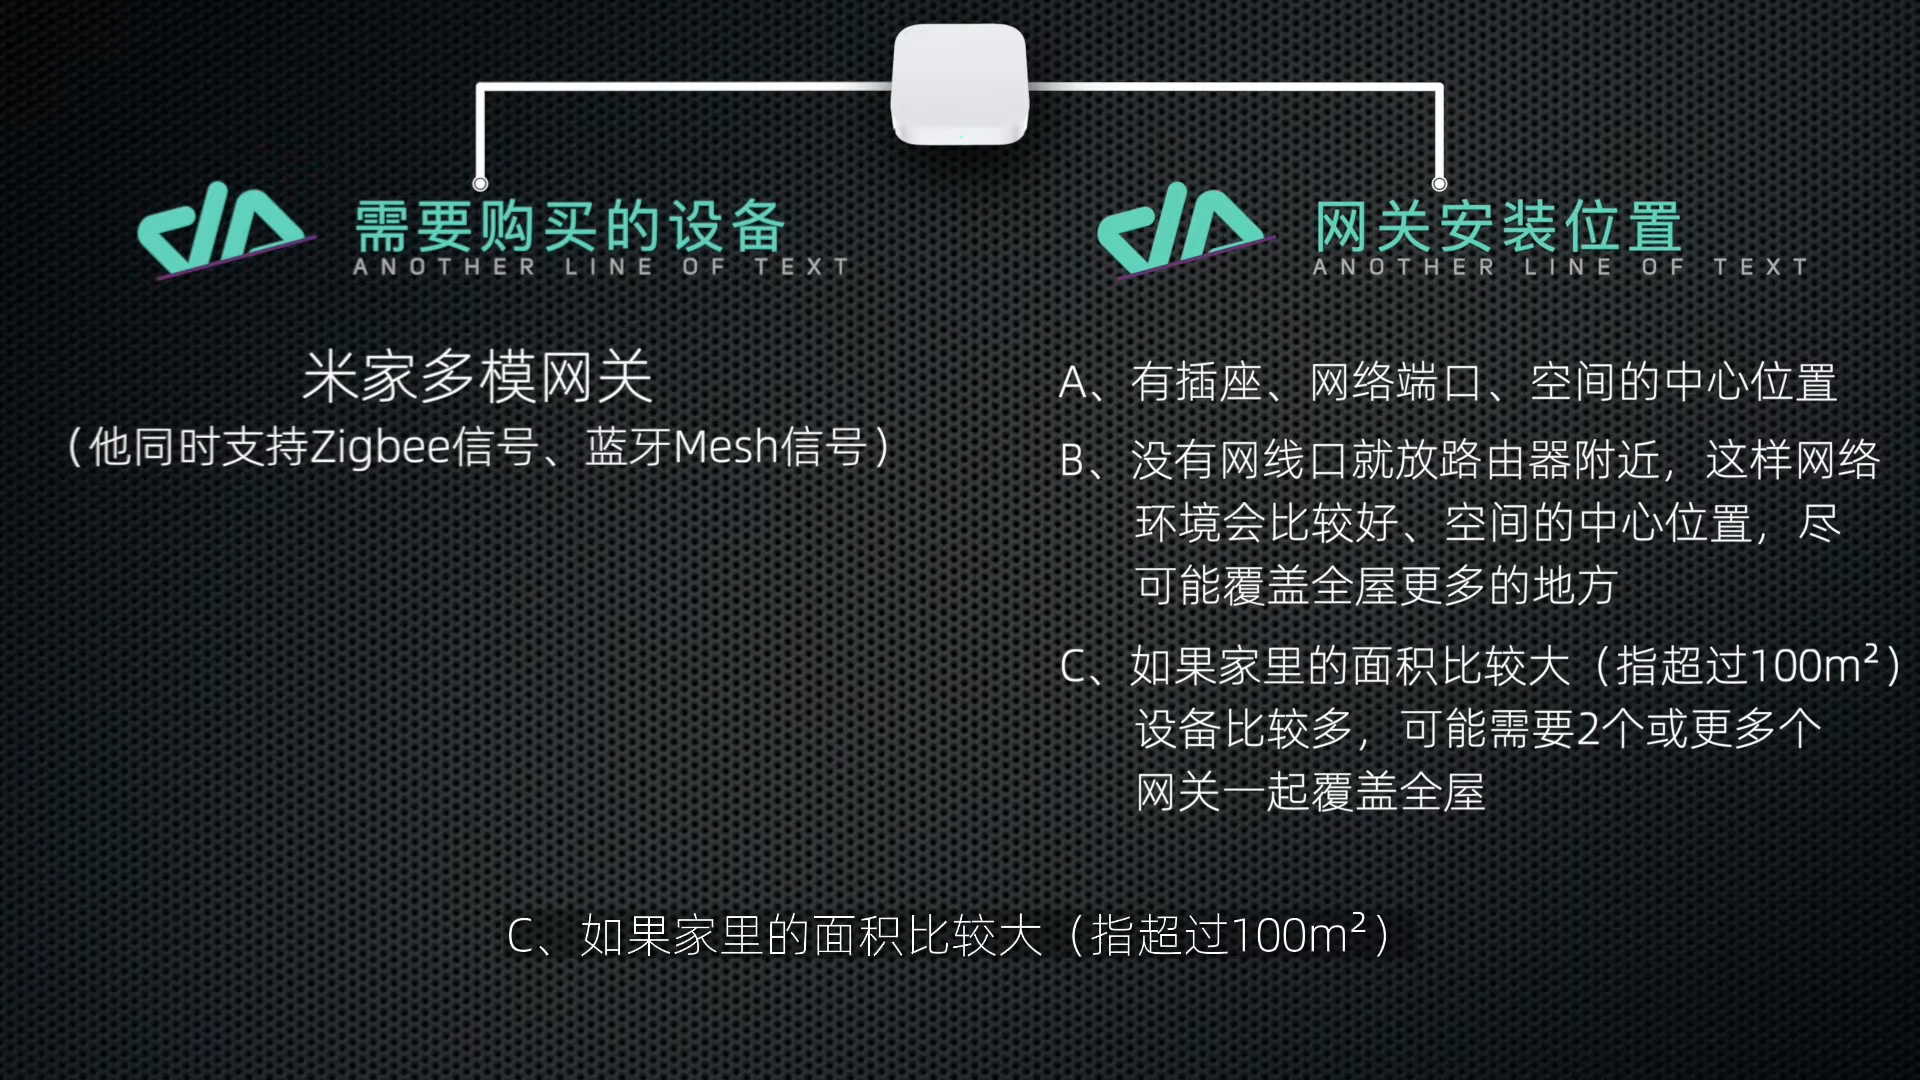 需要购买的设备
ANOTHER LINE OF TEXT
米家多模网关
（他同时支持Zigbee信号、蓝牙Mesh信号）
网关安装位置
ANOTHER LINE OF TEXT
A、有插座、网络端口、空间的中心位置
B、没有网线口就放路由器附近，这样网络
环境会比较好、空间的中心位置，尽
可能覆盖全屋更多的地方
C、如果家里的面积比较大（指超过100m²）
设备比较多，可能需要2个或更多个
网关一起覆盖全屋
C、如果家里的面积比较大（指超过100m²）